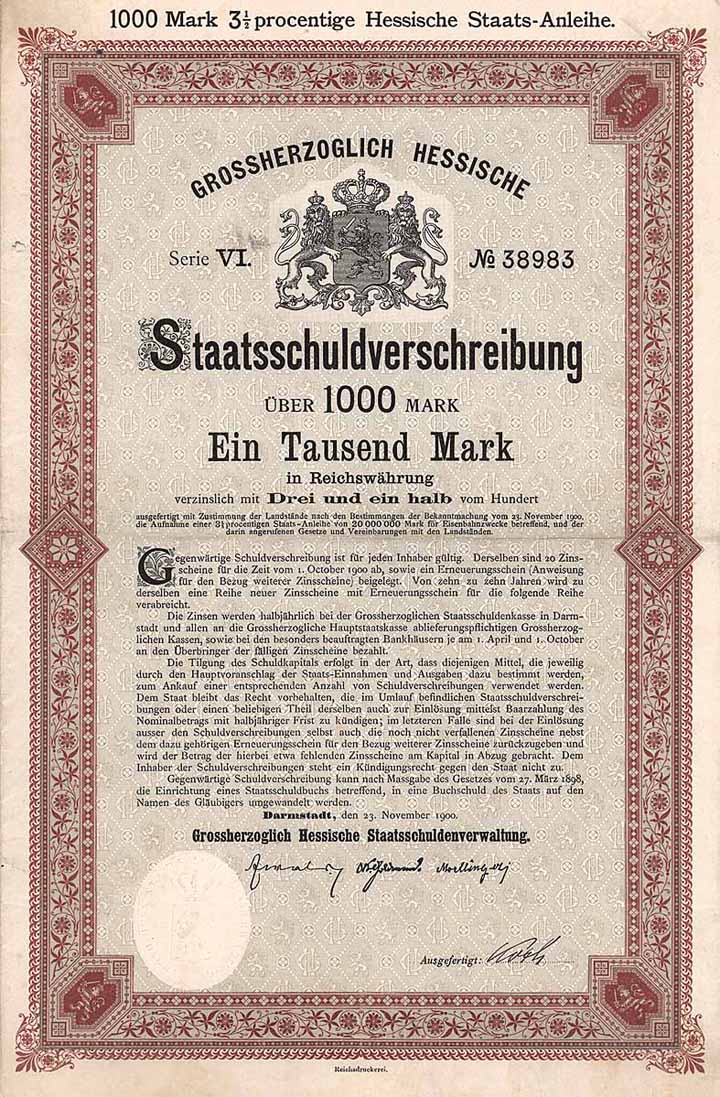 1000 Mark 3½ procentige Hessische Staats-Anleihe.
GROSSHERZOGLICH HESSISCHE
Serie VI.
№ 38983
Staatsschuldverschreibung
ÜBER 1000 MARK
Ein Tausend Mark
in Reichswährung
verzinslich mit Drei und ein halb vom Hundert
ausgefertigt mit Zustimmung der Landstände nach den Bestimmungen der Bekanntmachung vom 23. November 1900,
die Aufnahme einer 3½ procentigen Staats-Anleihe von 20 000 000 Mark für Eisenbahnzwecke betreffend, und der
darin angerufenen Gesetze und Vereinbarungen mit den Landständen.
Gegenwärtige Schuldverschreibung ist für jeden Inhaber gültig. Derselben sind 20 Zins-
scheine für die Zeit vom 1. October 1900 ab, sowie ein Erneuerungsschein (Anweisung
für den Bezug weiterer Zinsscheine) beigelegt. Von zehn zu zehn Jahren wird zu
derselben eine Reihe neuer Zinsscheine mit Erneuerungsschein für die folgende Reihe
verabreicht.
Die Zinsen werden halbjährlich bei der Grossherzoglichen Staatsschuldenkasse in Darm-
stadt und allen an die Grossherzogliche Hauptstaatskasse ablieferungspflichtigen Grossherzog-
lichen Kassen, sowie bei den besonders beauftragten Bankhäusern je am 1. April und 1. October
an den Überbringer der fälligen Zinsscheine bezahlt.
Die Tilgung des Schuldkapitals erfolgt in der Art, dass diejenigen Mittel, die jeweilig
durch den Hauptvoranschlag der Staats-Einnahmen und Ausgaben dazu bestimmt werden,
zum Ankauf einer entsprechenden Anzahl von Schuldverschreibungen verwendet werden.
Dem Staat bleibt das Recht vorbehalten, die im Umlauf befindlichen Staatsschuldverschrei-
bungen oder einen beliebigen Theil derselben auch zur Einlösung mittelst Baarzahlung des
Nominalbetrags mit halbjähriger Frist zu kündigen; im letzteren Falle sind bei der Einlösung
ausser den Schuldverschreibungen selbst auch die noch nicht verfallenen Zinsscheine nebst
dem dazu gehörigen Erneuerungsschein für den Bezug weiterer Zinsscheine zurückzugeben und
wird der Betrag der hierbei etwa fehlenden Zinsscheine am Kapital in Abzug gebracht. Dem
Inhaber der Schuldverschreibungen steht ein Kündigungsrecht gegen den Staat nicht zu.
Gegenwärtige Schuldverschreibung kann nach Massgabe des Gesetzes vom 27. März 1898,
die Einrichtung eines Staatsschuldbuchs betreffend, in eine Buchschuld des Staats auf den
Namen des Gläubigers umgewandelt werden.
Darmstadt, den 23. November 1900.
Grossherzoglich Hessische Staatsschuldenverwaltung.
Ausgefertigt:
Reichsdruckerei.